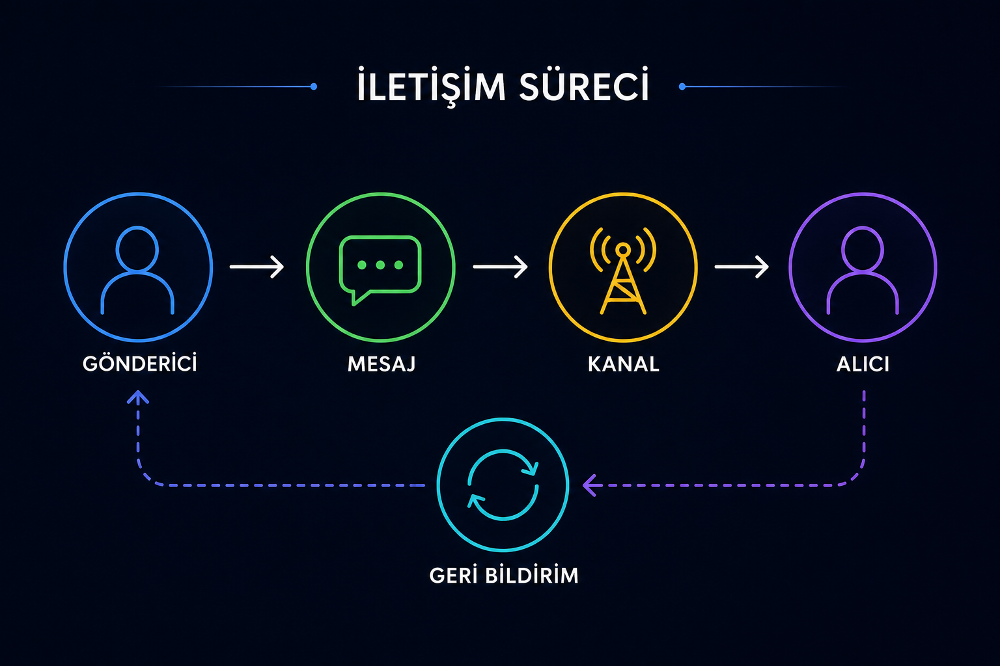 İLETİŞİM SÜRECİ
GÖNDERİCİ
MESAJ
KANAL
ALICI
GERİ BİLDİRİM